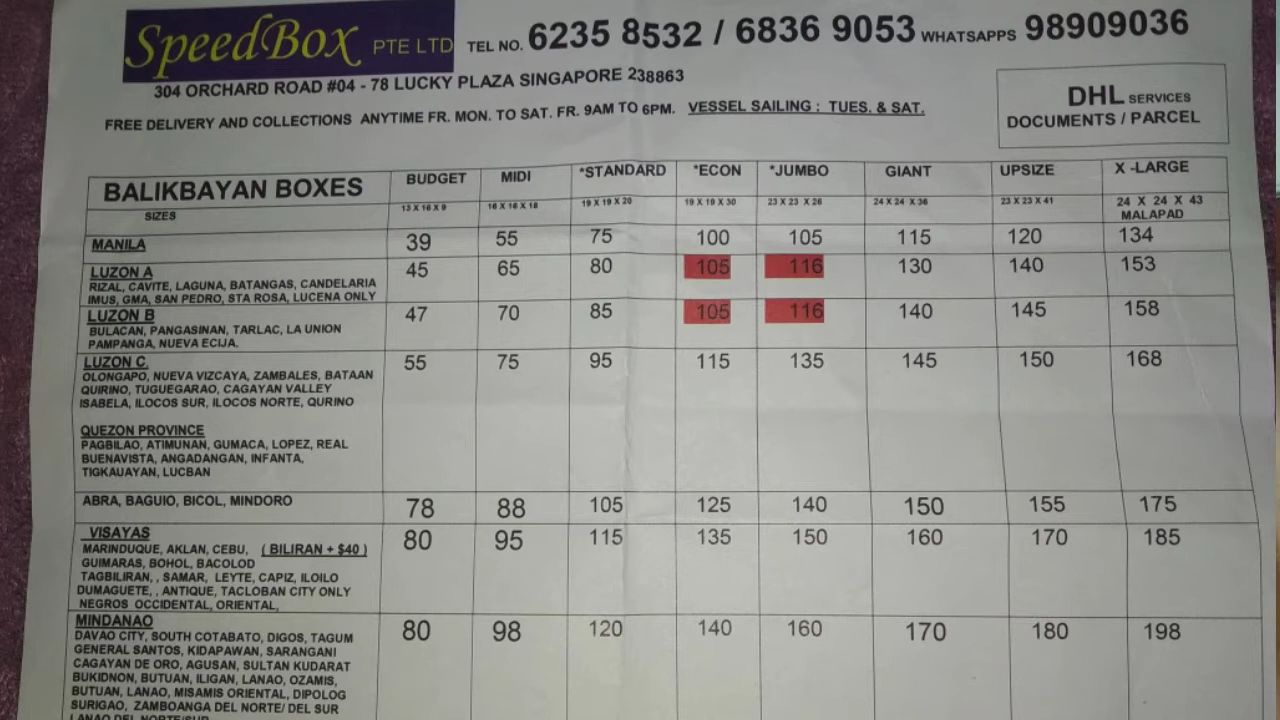 SpeedBox PTE LTD TEL NO. 6235 8532 / 6836 9053 WHATSAPPS 98909036
304 ORCHARD ROAD #04 - 78 LUCKY PLAZA SINGAPORE 238863
FREE DELIVERY AND COLLECTIONS ANYTIME FR. MON. TO SAT. FR. 9AM TO 6PM. VESSEL SAILING : TUES. & SAT.
DHL SERVICES
DOCUMENTS / PARCEL
BALIKBAYAN BOXES BUDGET MIDI *STANDARD *ECON *JUMBO GIANT UPSIZE X -LARGE
SIZES 13 X 16 X 9 16 X 16 X 18 19 X 19 X 20 19 X 19 X 30 23 X 23 X 26 24 X 24 X 36 23 X 23 X 41 24 X 24 X 43
MALAPAD
MANILA 39 55 75 100 105 115 120 134
LUZON A 45 65 80 105 116 130 140 153
RIZAL, CAVITE, LAGUNA, BATANGAS, CANDELARIA
IMUS, GMA, SAN PEDRO, STA ROSA, LUCENA ONLY
LUZON B 47 70 85 105 116 140 145 158
BULACAN, PANGASINAN, TARLAC, LA UNION
PAMPANGA, NUEVA ECIJA.
LUZON C. 55 75 95 115 135 145 150 168
OLONGAPO, NUEVA VIZCAYA, ZAMBALES, BATAAN
QUIRINO, TUGUEGARAO, CAGAYAN VALLEY
ISABELA, ILOCOS SUR, ILOCOS NORTE, QURINO
QUEZON PROVINCE
PAGBILAO, ATIMUNAN, GUMACA, LOPEZ, REAL
BUENAVISTA, ANGADANGAN, INFANTA,
TIGKAUAYAN, LUCBAN
ABRA, BAGUIO, BICOL, MINDORO 78 88 105 125 140 150 155 175
VISAYAS 80 95 115 135 150 160 170 185
MARINDUQUE, AKLAN, CEBU, ( BILIRAN + $40 )
GUIMARAS, BOHOL, BACOLOD
TAGBILIRAN, , SAMAR, LEYTE, CAPIZ, ILOILO
DUMAGUETE, , ANTIQUE, TACLOBAN CITY ONLY
NEGROS OCCIDENTAL, ORIENTAL,
MINDANAO 80 98 120 140 160 170 180 198
DAVAO CITY, SOUTH COTABATO, DIGOS, TAGUM
GENERAL SANTOS, KIDAPAWAN, SARANGANI
CAGAYAN DE ORO, AGUSAN, SULTAN KUDARAT
BUKIDNON, BUTUAN, ILIGAN, LANAO, OZAMIS,
BUTUAN, LANAO, MISAMIS ORIENTAL, DIPOLOG
SURIGAO, ZAMBOANGA DEL NORTE/ DEL SUR
LANAO DEL NORTE/SUR